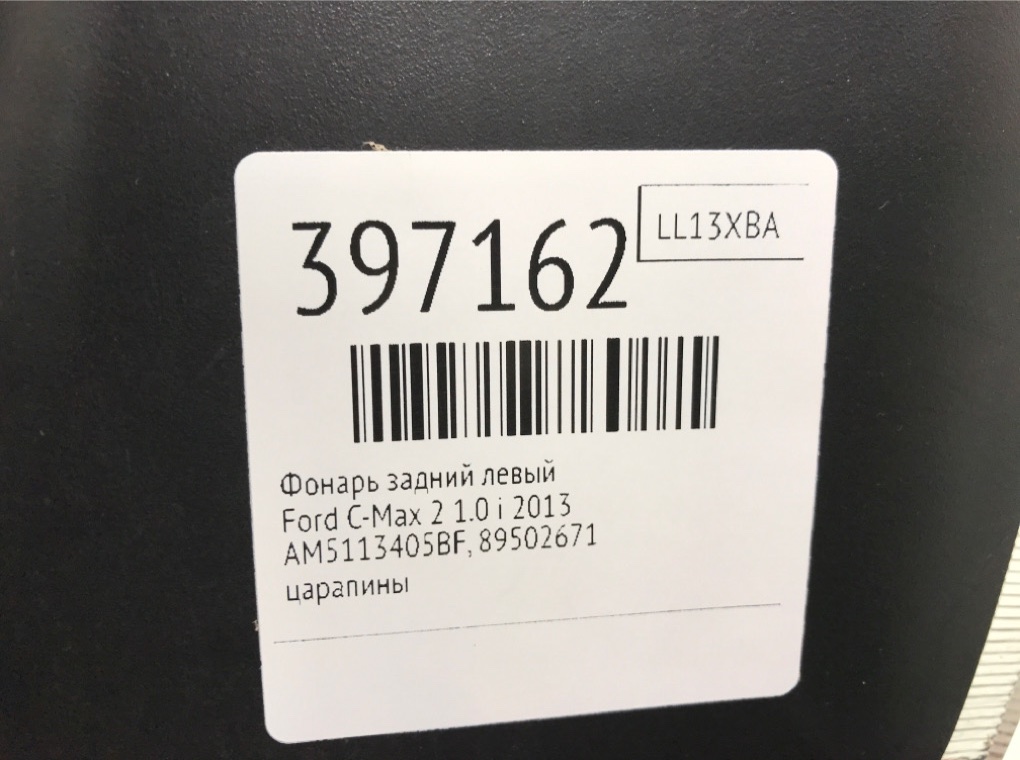 397162
LL13XBA
Фонарь задний левый
Ford C-Max 2 1.0 i 2013
AM5113405BF, 89502671
царапины